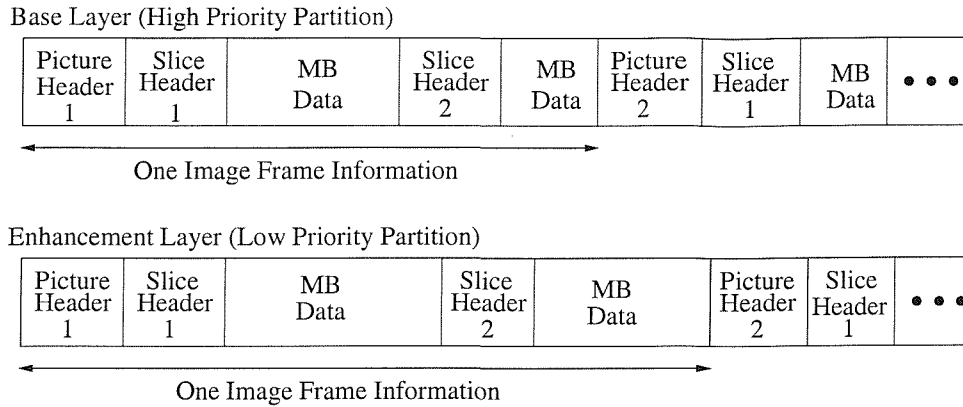 Base Layer (High Priority Partition)
Picture Header 1
Slice Header 1
MB Data
Slice Header 2
MB Data
Picture Header 2
Slice Header 1
MB Data
One Image Frame Information
Enhancement Layer (Low Priority Partition)
Picture Header 1
Slice Header 1
MB Data
Slice Header 2
MB Data
Picture Header 2
Slice Header 1
One Image Frame Information